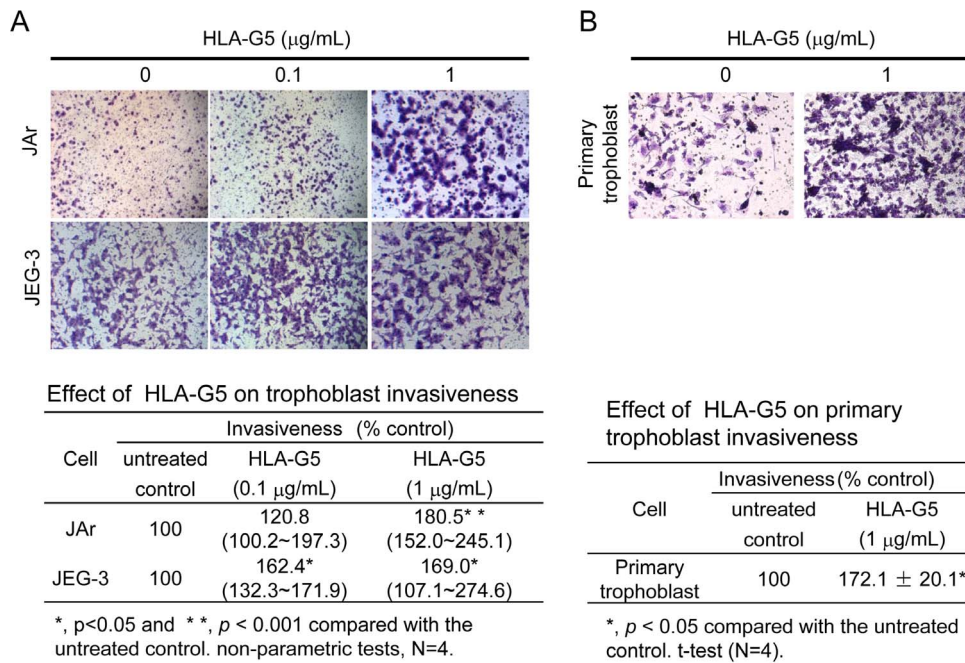 A
HLA-G5 (μg/mL)
0 0.1 1
JAr
JEG-3
Effect of HLA-G5 on trophoblast invasiveness
Invasiveness (% control)
Cell untreated HLA-G5 HLA-G5
control (0.1 μg/mL) (1 μg/mL)
JAr 100 120.8 180.5**
(100.2~197.3) (152.0~245.1)
JEG-3 100 162.4* 169.0*
(132.3~171.9) (107.1~274.6)
*, p<0.05 and **, p < 0.001 compared with the
untreated control. non-parametric tests, N=4.
B
HLA-G5 (μg/mL)
0 1
Primary
trophoblast
Effect of HLA-G5 on primary
trophoblast invasiveness
Invasiveness (% control)
Cell untreated HLA-G5
control (1 μg/mL)
Primary
trophoblast 100 172.1 ± 20.1*
*, p < 0.05 compared with the untreated
control. t-test (N=4).